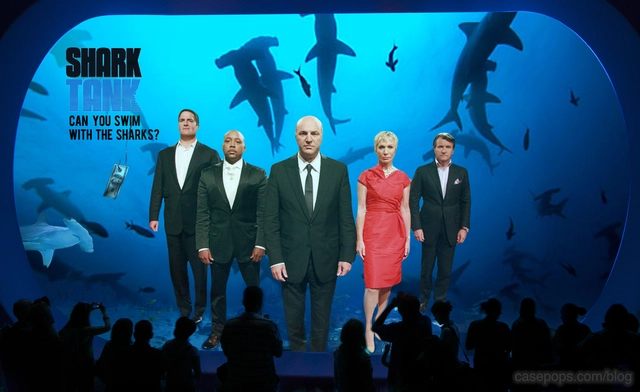 SHARK
TANK
CAN YOU SWIM
WITH THE SHARKS?
casepops.com/blog